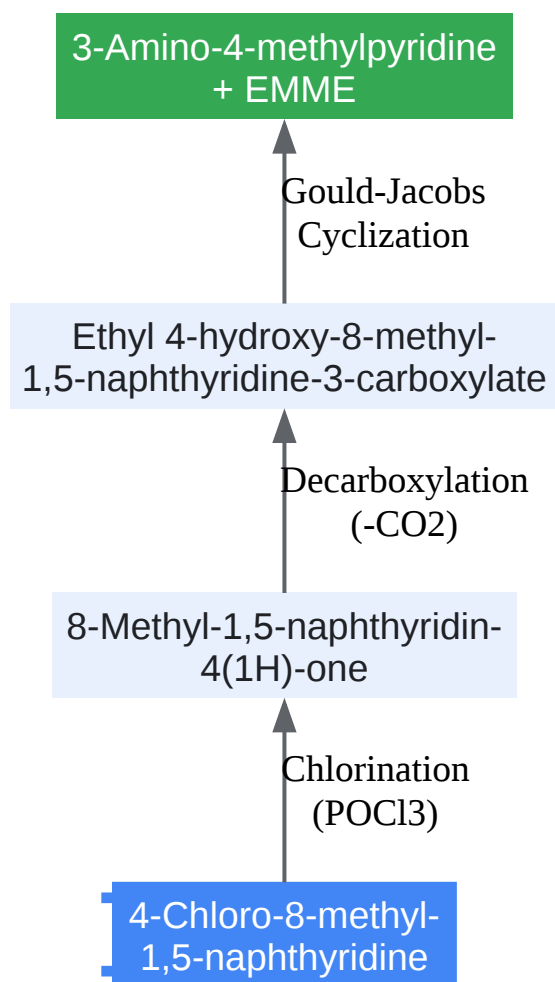 3-Amino-4-methylpyridine
+ EMME
Gould-Jacobs
Cyclization
Ethyl 4-hydroxy-8-methyl-
1,5-naphthyridine-3-carboxylate
Decarboxylation
(-CO2)
8-Methyl-1,5-naphthyridin-
4(1H)-one
Chlorination
(POCl3)
4-Chloro-8-methyl-
1,5-naphthyridine